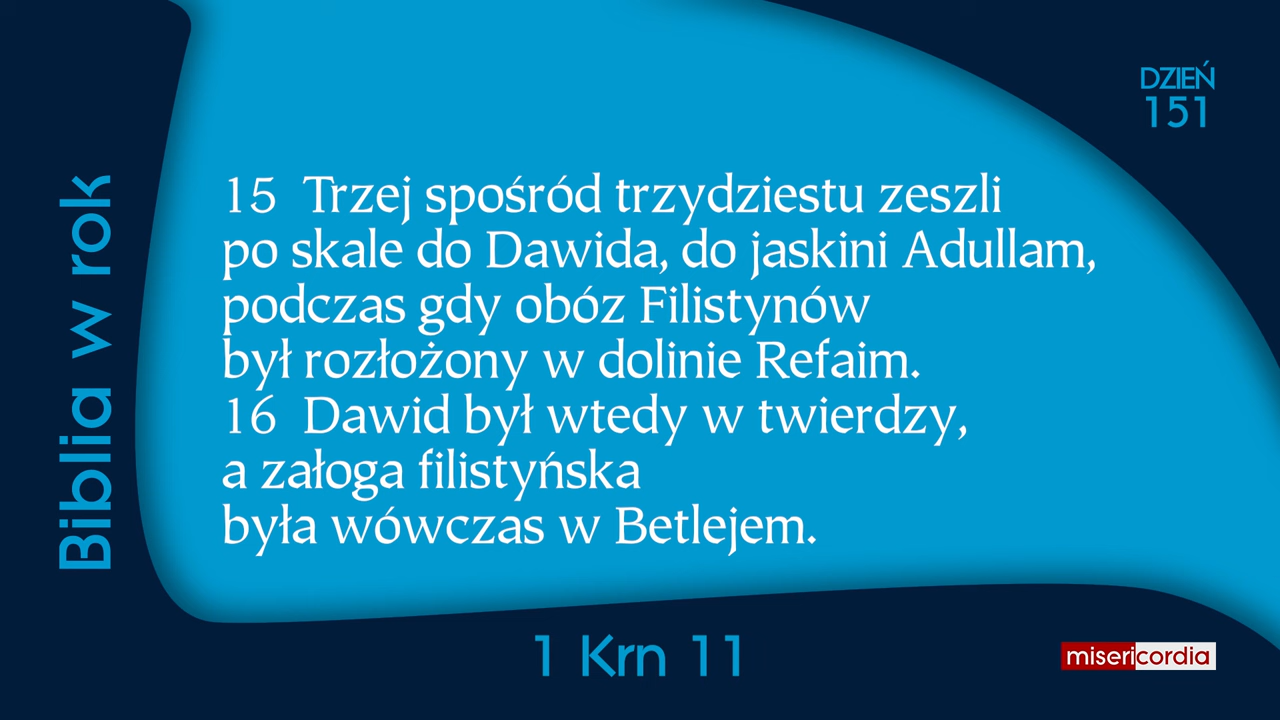 DZIEŃ
151
Biblia w rok
15 Trzej spośród trzydziestu zeszli
po skale do Dawida, do jaskini Adullam,
podczas gdy obóz Filistynów
był rozłożony w dolinie Refaim.
16 Dawid był wtedy w twierdzy,
a załoga filistyńska
była wówczas w Betlejem.
1 Krn 11
misericordia